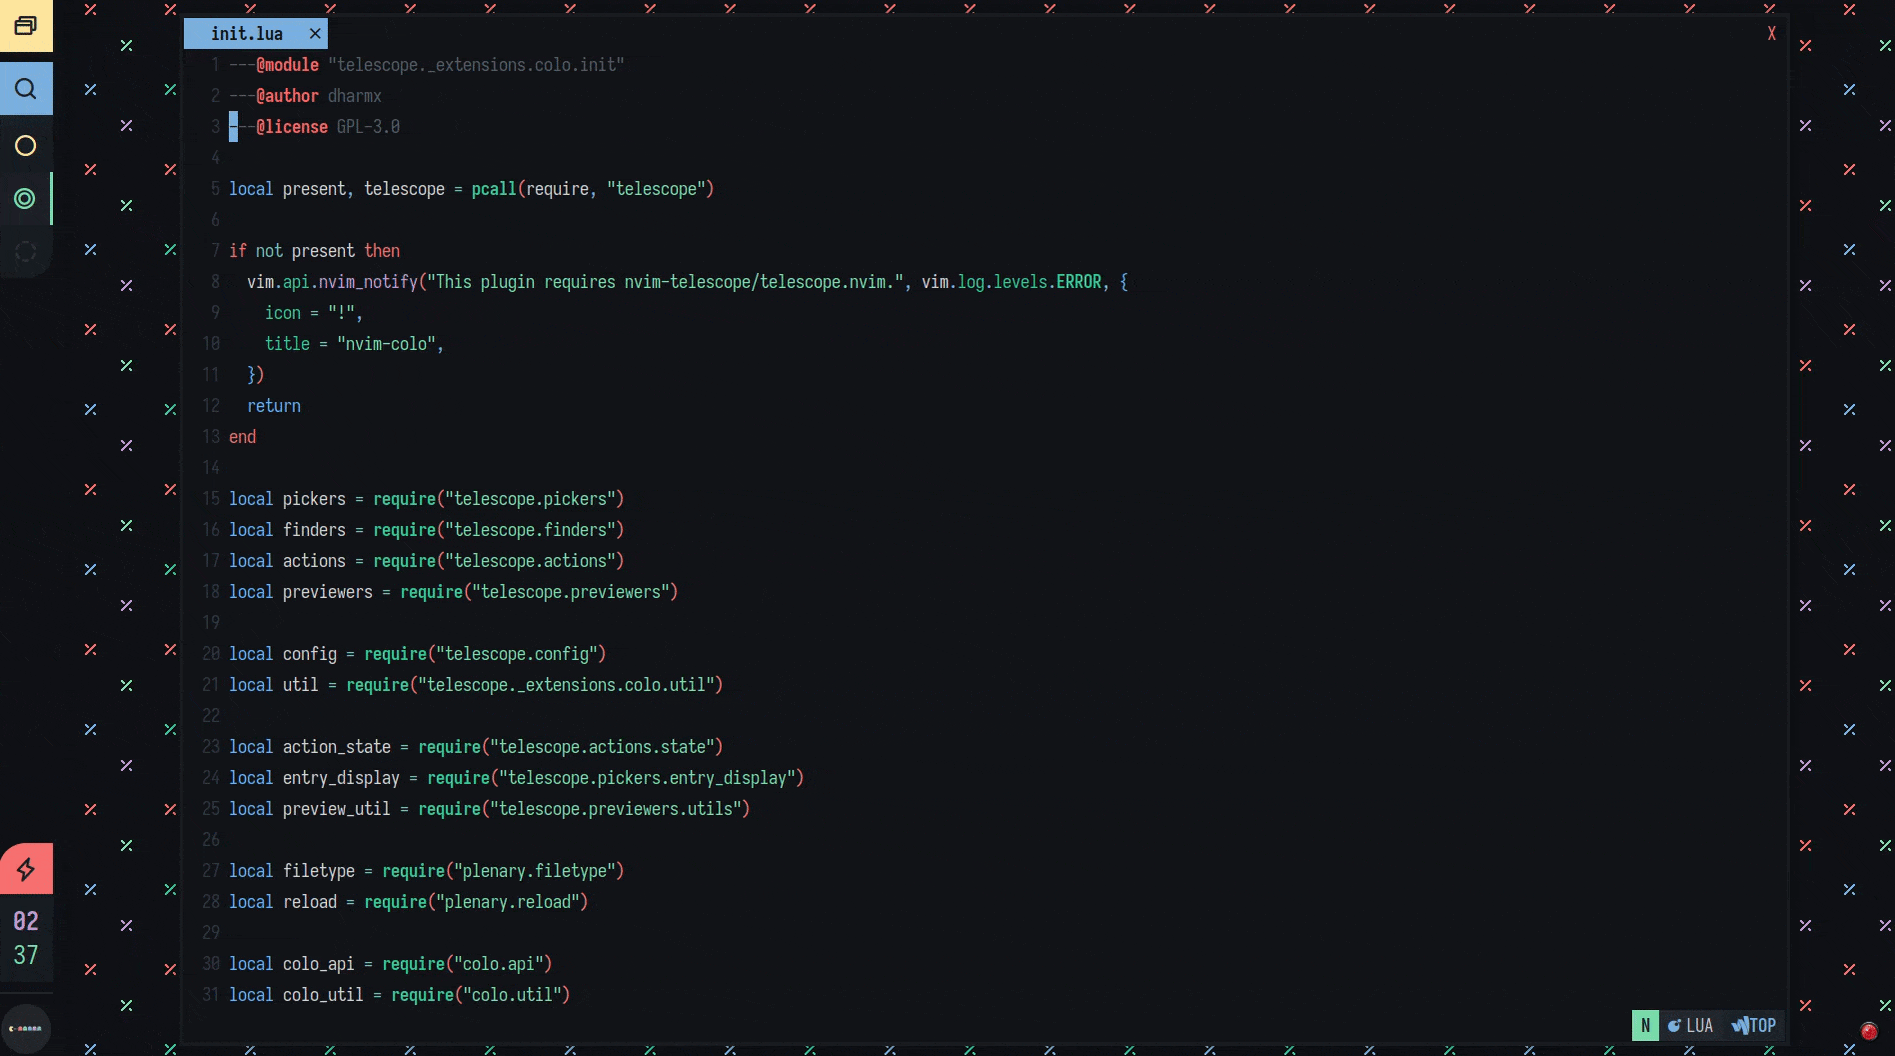 init.lua ×
X
1 ---@module "telescope._extensions.colo.init"
2 ---@author dharmx
3 ---@license GPL-3.0
4
5 local present, telescope = pcall(require, "telescope")
6
7 if not present then
8 vim.api.nvim_notify("This plugin requires nvim-telescope/telescope.nvim.", vim.log.levels.ERROR, {
9 icon = "!",
10 title = "nvim-colo",
11 })
12 return
13 end
14
15 local pickers = require("telescope.pickers")
16 local finders = require("telescope.finders")
17 local actions = require("telescope.actions")
18 local previewers = require("telescope.previewers")
19
20 local config = require("telescope.config")
21 local util = require("telescope._extensions.colo.util")
22
23 local action_state = require("telescope.actions.state")
24 local entry_display = require("telescope.pickers.entry_display")
25 local preview_util = require("telescope.previewers.utils")
26
27 local filetype = require("plenary.filetype")
28 local reload = require("plenary.reload")
29
30 local colo_api = require("colo.api")
31 local colo_util = require("colo.util")
02
37
N LUA TOP